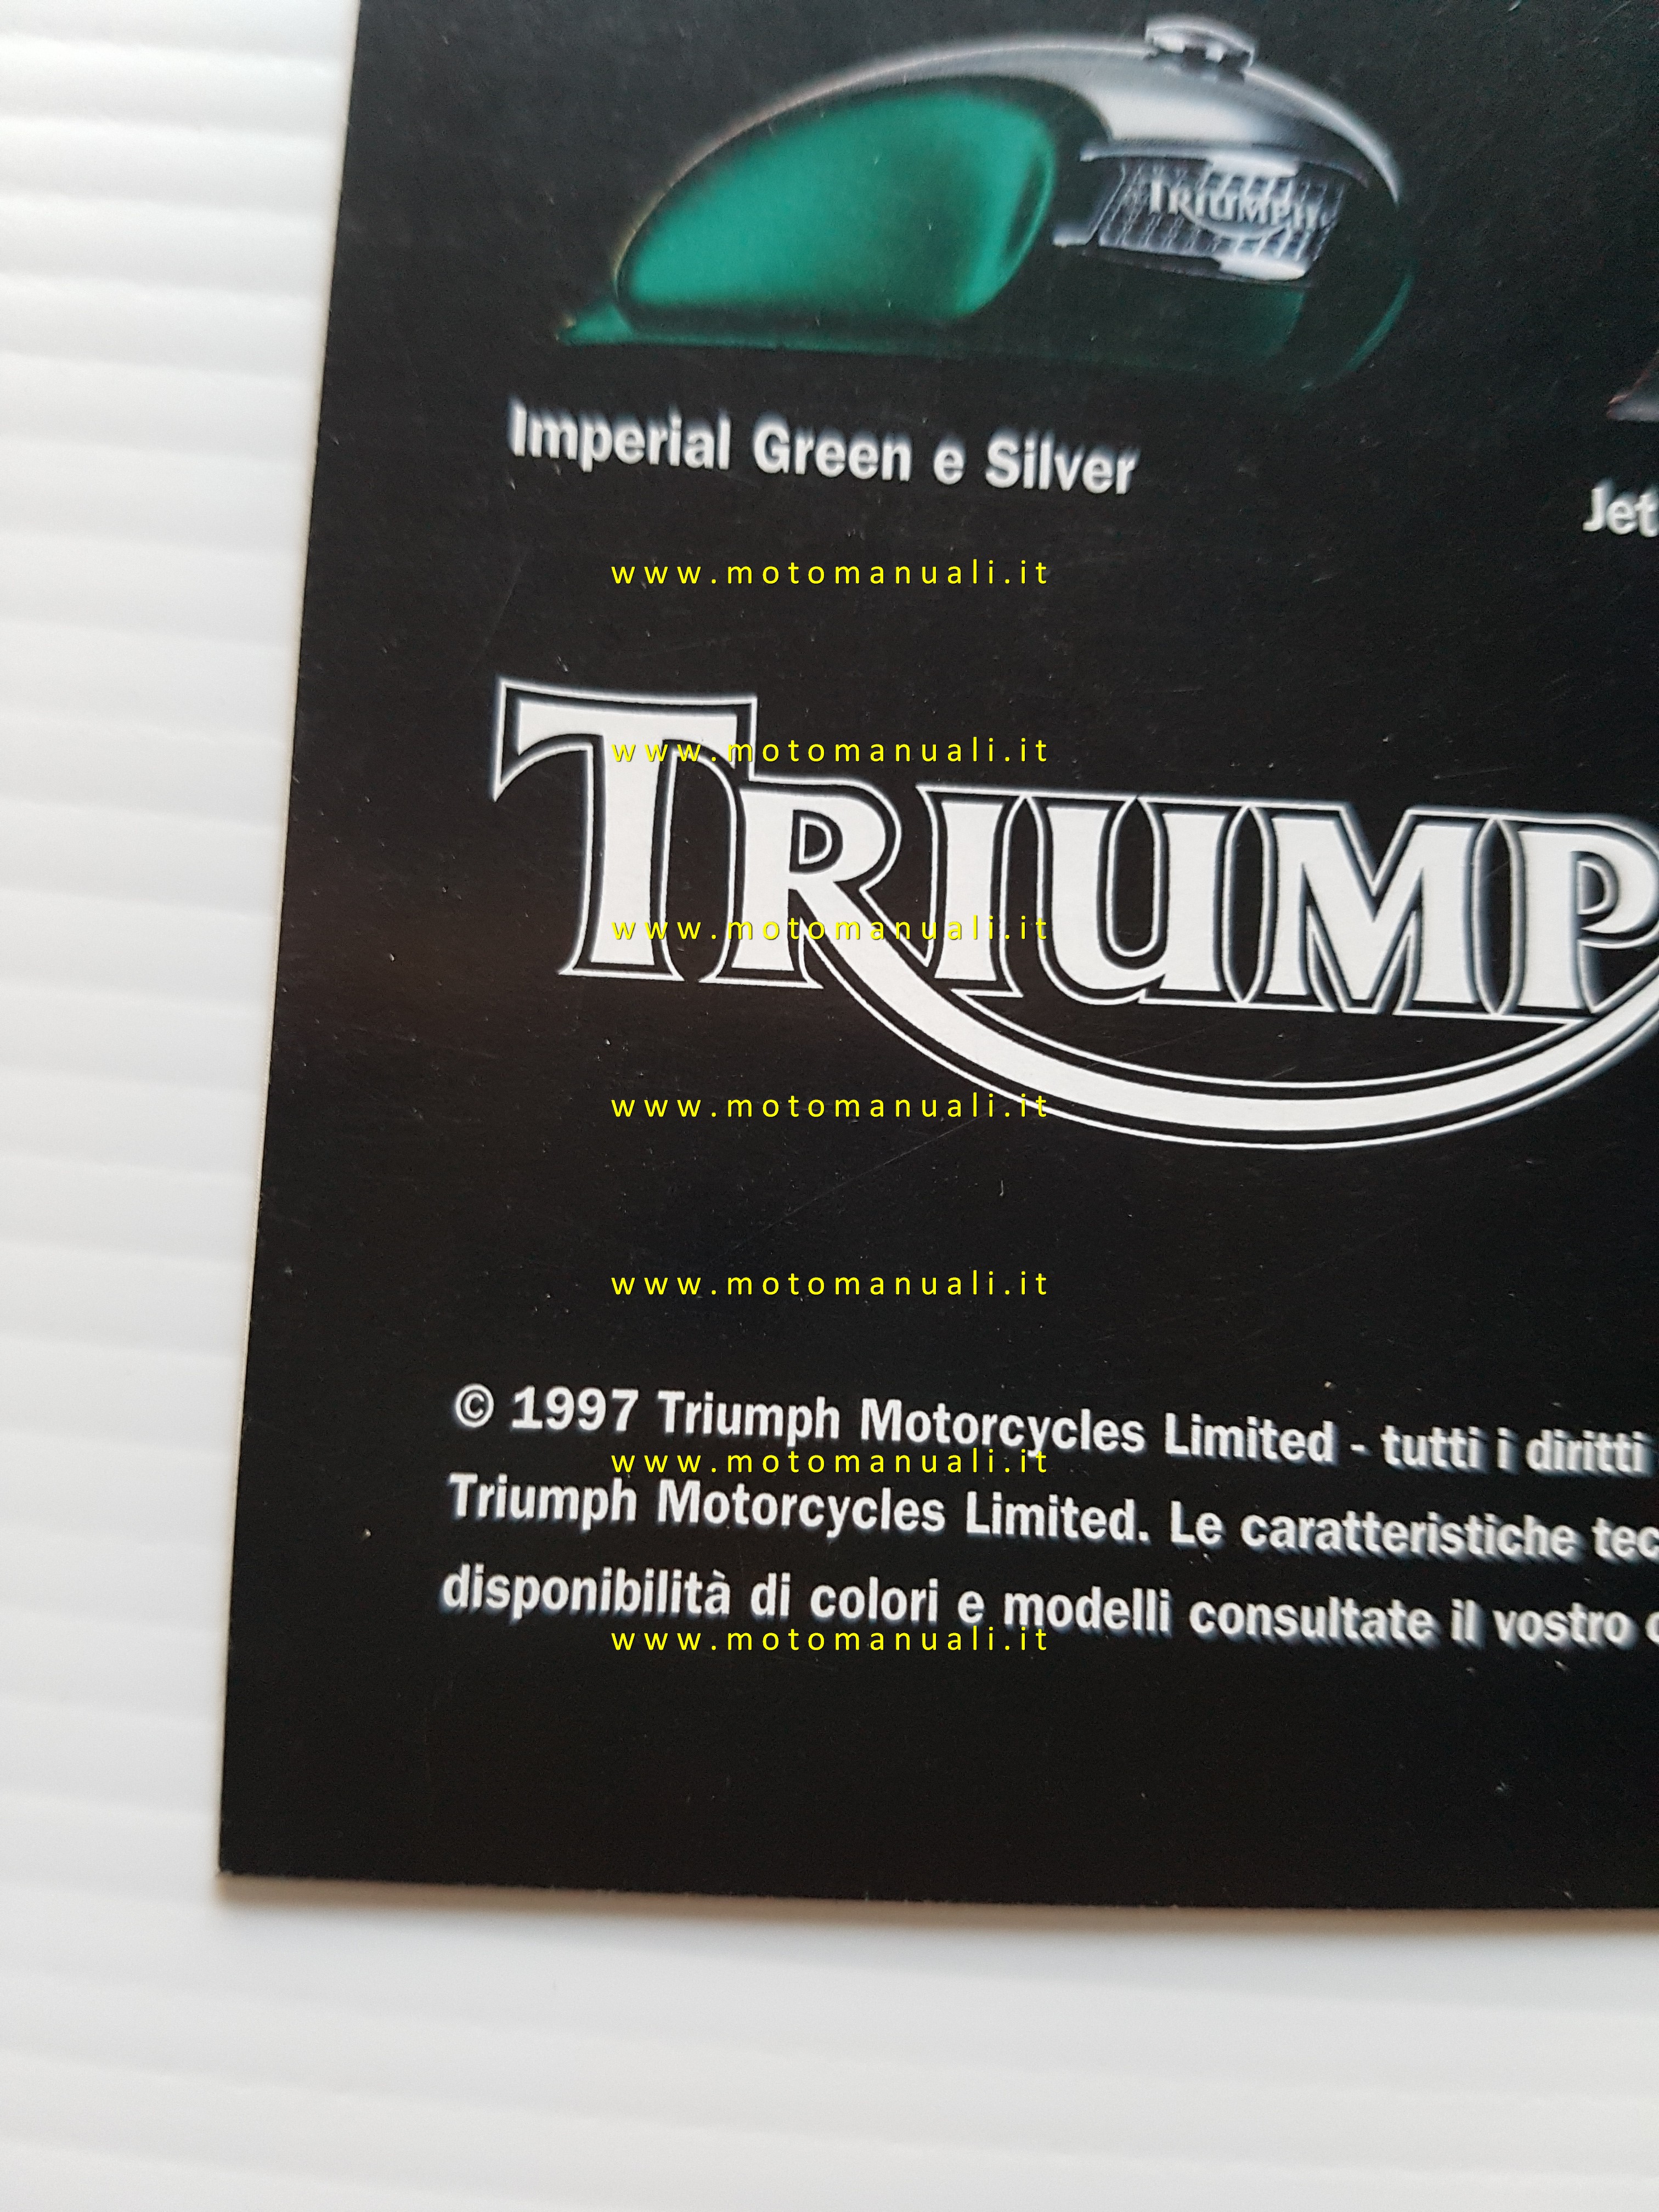 TRIUMPH
Imperial Green e Silver
Jet
www.motomanuali.it
www.motomanuali.it
TRIUMP
www.motomanuali.it
www.motomanuali.it
www.motomanuali.it
© 1997 Triumph Motorcycles Limited - tutti i diritti
www.motomanuali.it
Triumph Motorcycles Limited. Le caratteristiche tec
disponibilità di colori e modelli consultate il vostro
www.motomanuali.it